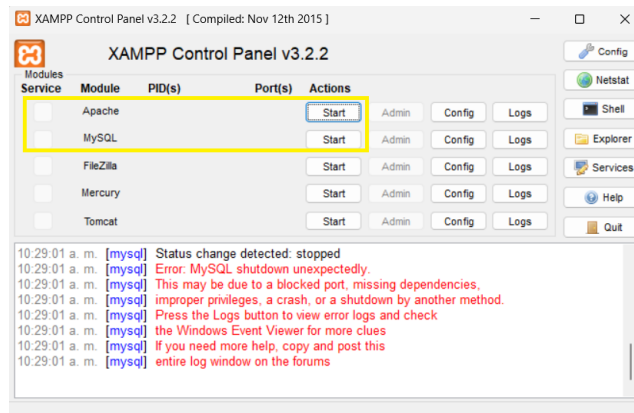 XAMPP Control Panel v3.2.2 [ Compiled: Nov 12th 2015 ]
XAMPP Control Panel v3.2.2
Config
Modules
Service Module PID(s) Port(s) Actions
Netstat
Apache Start Admin Config Logs
Shell
MySQL Start Admin Config Logs
Explorer
FileZilla Start Admin Config Logs
Services
Mercury Start Admin Config Logs
Help
Tomcat Start Admin Config Logs
Quit
10:29:01 a. m. [mysql] Status change detected: stopped
10:29:01 a. m. [mysql] Error: MySQL shutdown unexpectedly.
10:29:01 a. m. [mysql] This may be due to a blocked port, missing dependencies,
10:29:01 a. m. [mysql] improper privileges, a crash, or a shutdown by another method.
10:29:01 a. m. [mysql] Press the Logs button to view error logs and check
10:29:01 a. m. [mysql] the Windows Event Viewer for more clues
10:29:01 a. m. [mysql] If you need more help, copy and post this
10:29:01 a. m. [mysql] entire log window on the forums